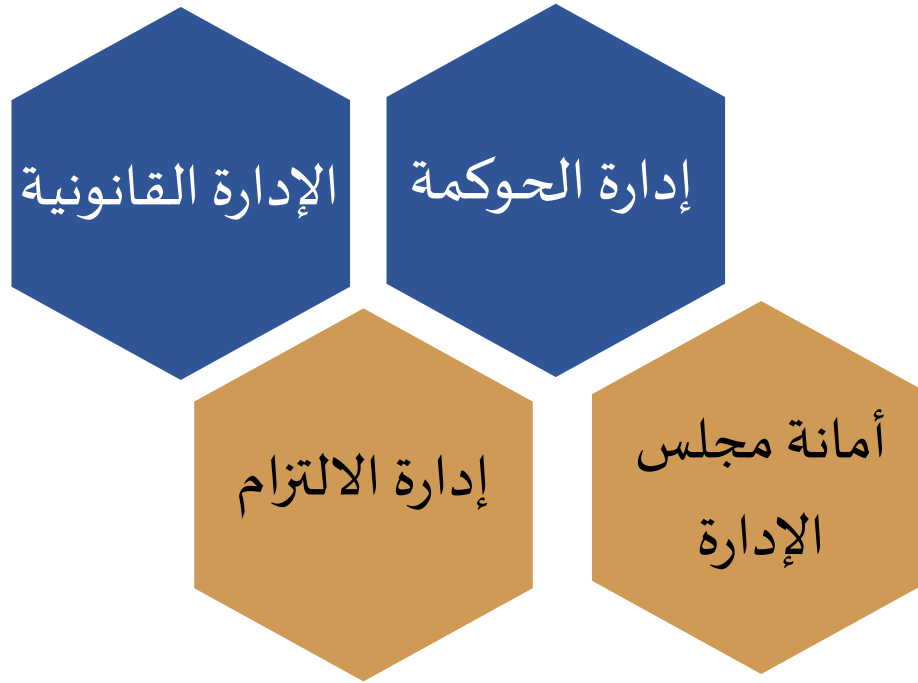 إدارة الحوكمة
الإدارة القانونية
أمانة مجلس
الإدارة
إدارة الالتزام